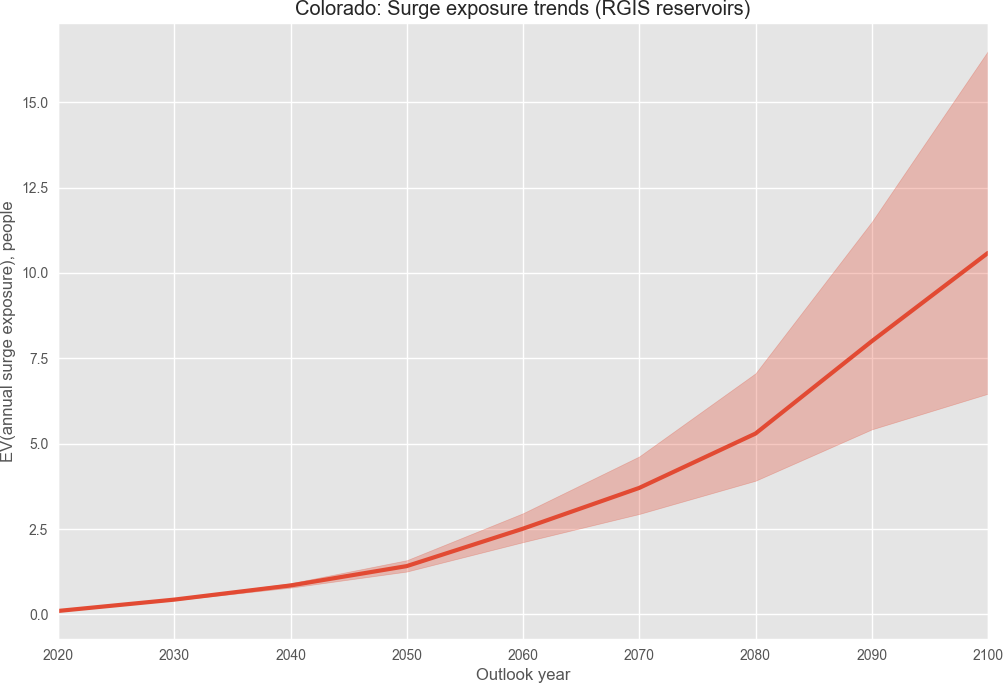 Colorado: Surge exposure trends (RGIS reservoirs)
EV(annual surge exposure), people
15.0
12.5
10.0
7.5
5.0
2.5
0.0
2020 2030 2040 2050 2060 2070 2080 2090 2100
Outlook year